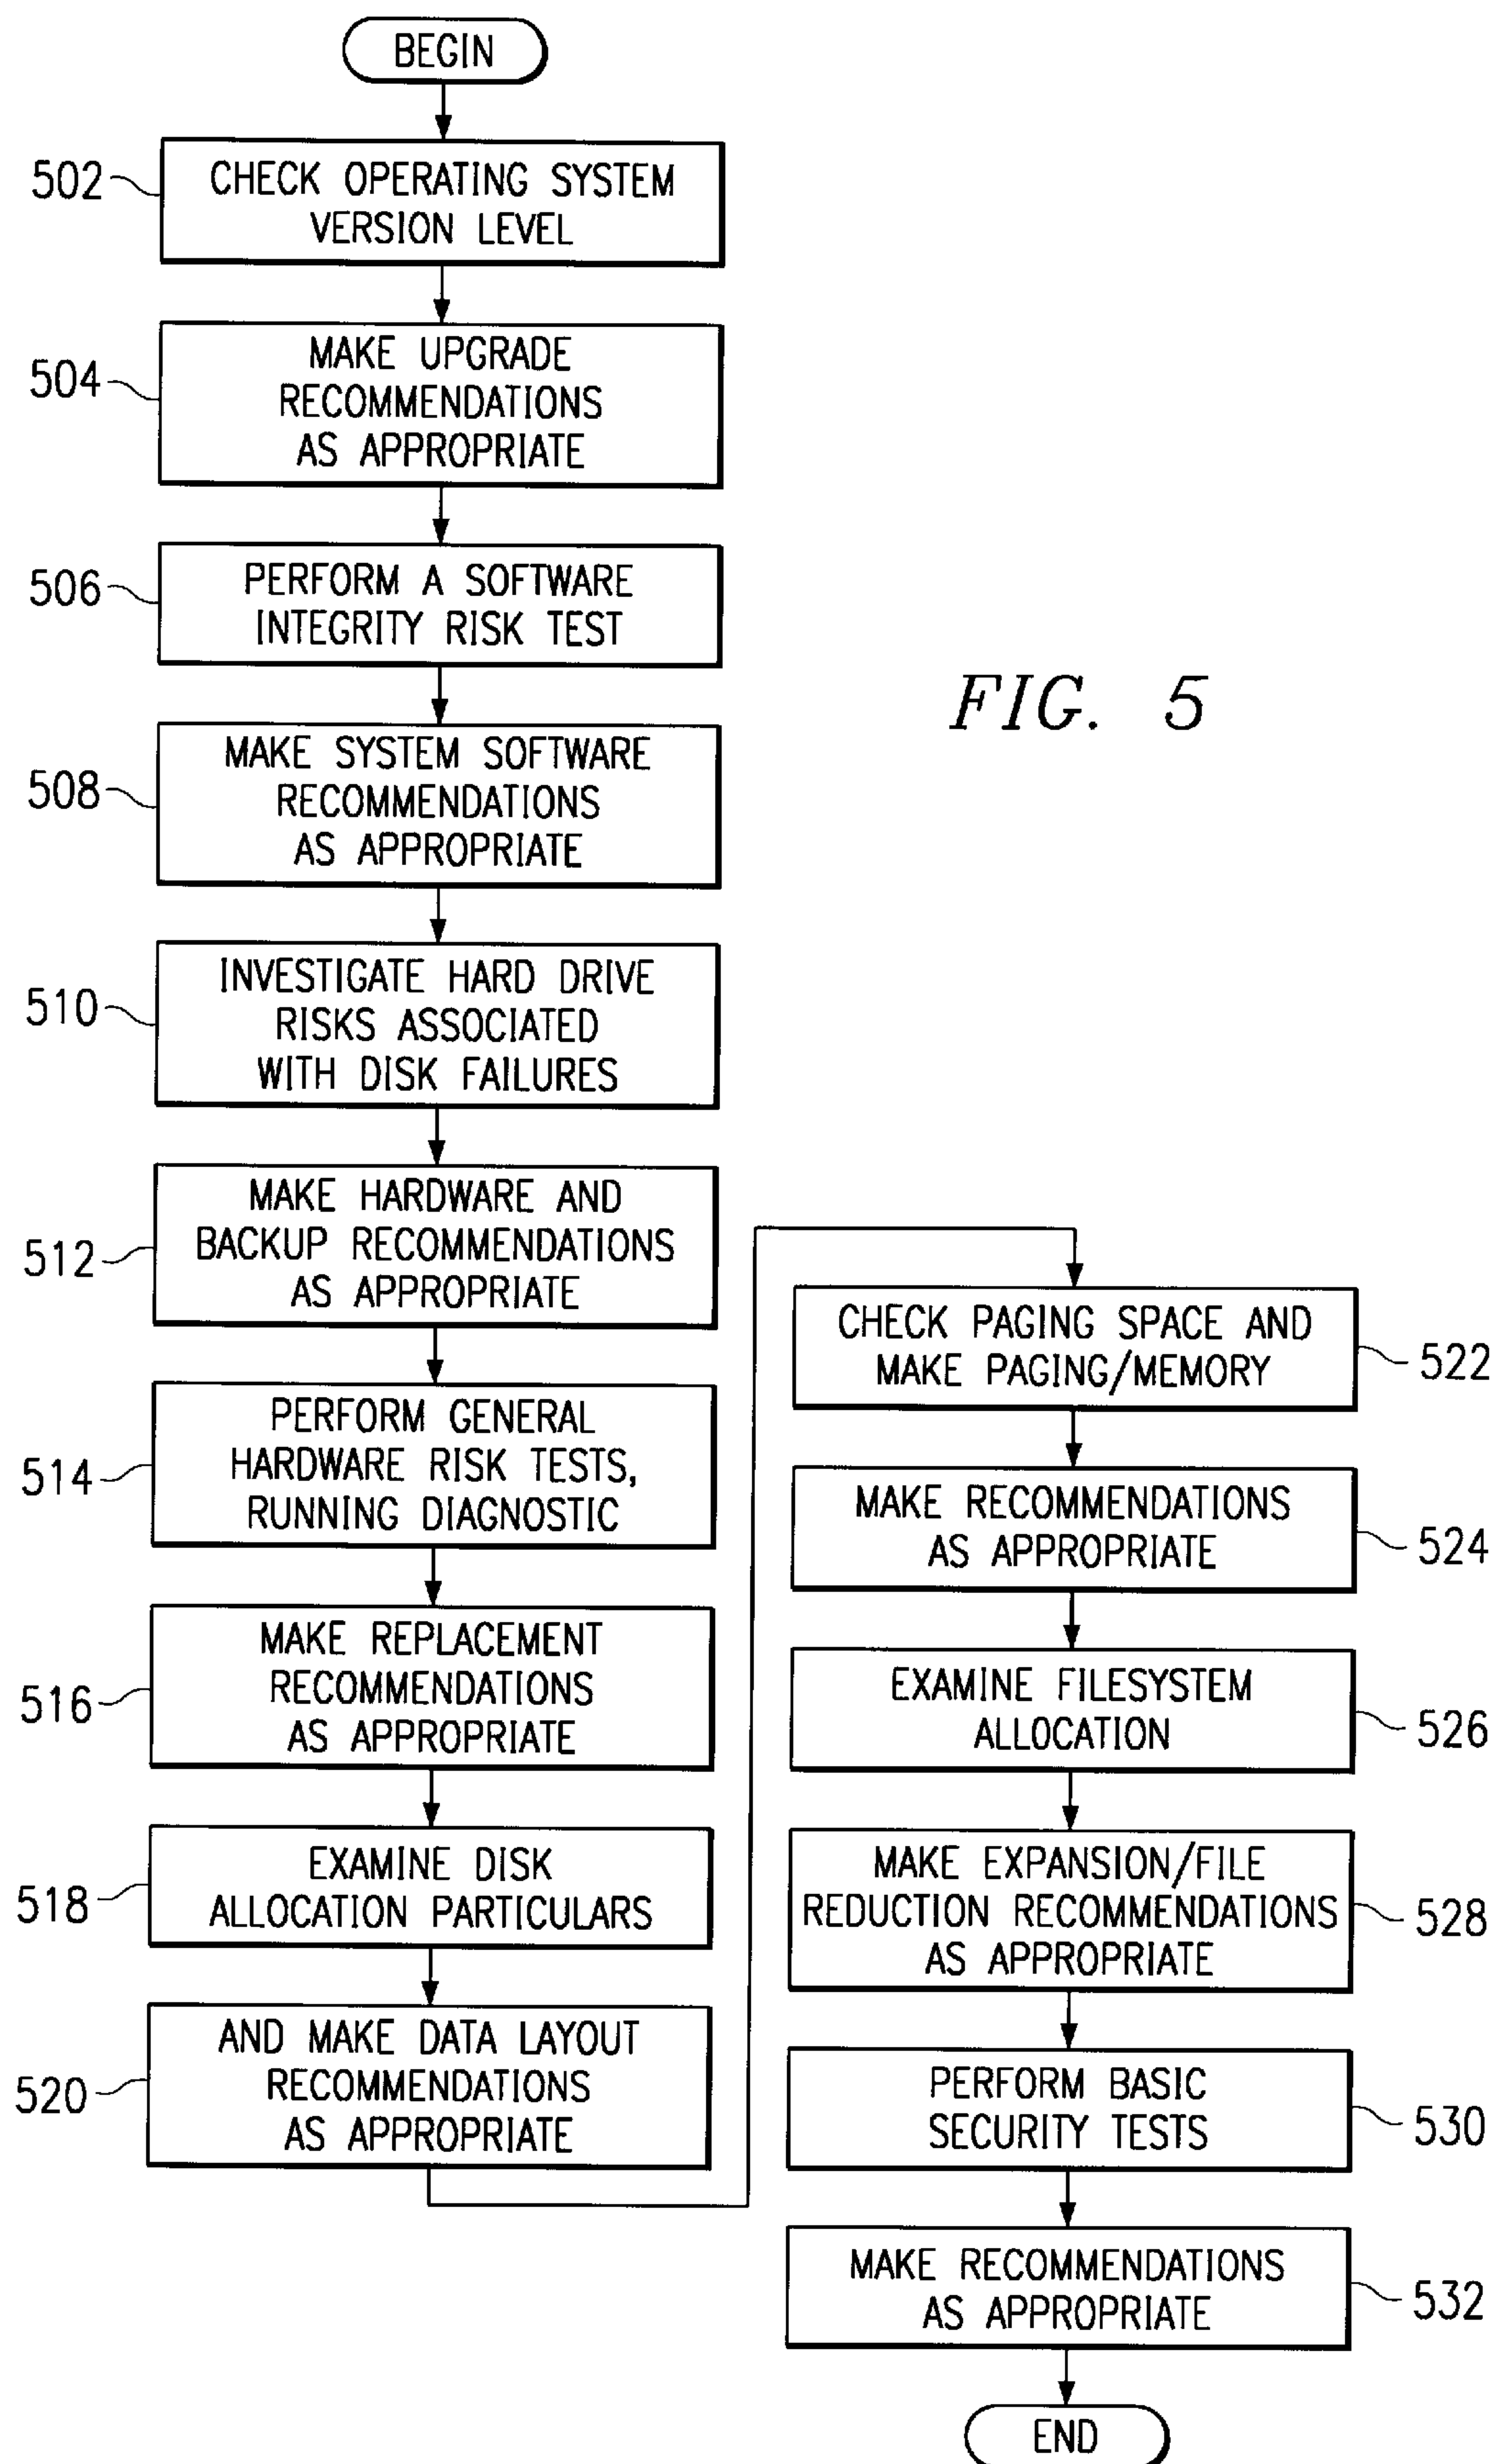 BEGIN
502
CHECK OPERATING SYSTEM
VERSION LEVEL
504
MAKE UPGRADE
RECOMMENDATIONS
AS APPROPRIATE
506
PERFORM A SOFTWARE
INTEGRITY RISK TEST
508
MAKE SYSTEM SOFTWARE
RECOMMENDATIONS
AS APPROPRIATE
510
INVESTIGATE HARD DRIVE
RISKS ASSOCIATED
WITH DISK FAILURES
512
MAKE HARDWARE AND
BACKUP RECOMMENDATIONS
AS APPROPRIATE
514
PERFORM GENERAL
HARDWARE RISK TESTS,
RUNNING DIAGNOSTIC
516
MAKE REPLACEMENT
RECOMMENDATIONS
AS APPROPRIATE
518
EXAMINE DISK
ALLOCATION PARTICULARS
520
AND MAKE DATA LAYOUT
RECOMMENDATIONS
AS APPROPRIATE
FIG. 5
CHECK PAGING SPACE AND
MAKE PAGING/MEMORY
522
MAKE RECOMMENDATIONS
AS APPROPRIATE
524
EXAMINE FILESYSTEM
ALLOCATION
526
MAKE EXPANSION/FILE
REDUCTION RECOMMENDATIONS
AS APPROPRIATE
528
PERFORM BASIC
SECURITY TESTS
530
MAKE RECOMMENDATIONS
AS APPROPRIATE
532
END